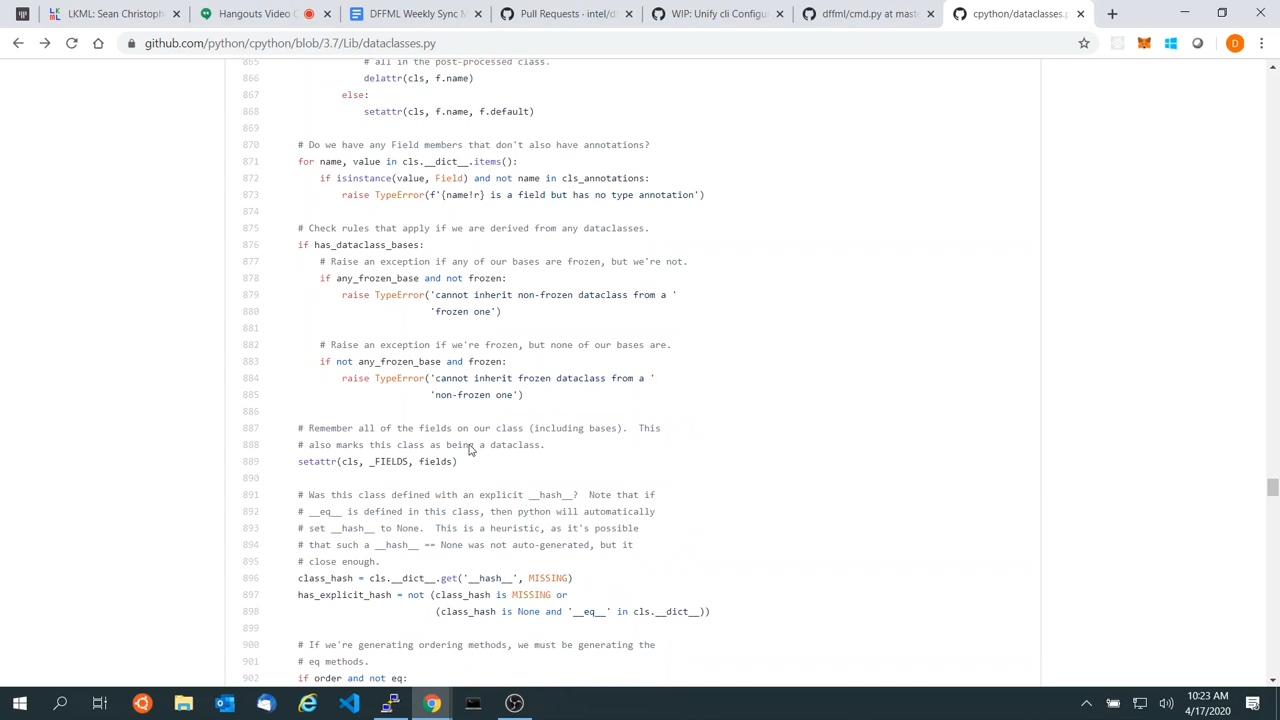 LKML: Sean Christoph
Hangouts Video C
DFFML Weekly Sync M
Pull Requests · intel/d
WIP: Unify cli Configur
dffml/cmd.py at mast
cpython/dataclasses.p
github.com/python/cpython/blob/3.7/Lib/dataclasses.py
D
865 # all in the post-processed class.
866 delattr(cls, f.name)
867 else:
868 setattr(cls, f.name, f.default)
869
870 # Do we have any Field members that don't also have annotations?
871 for name, value in cls.__dict__.items():
872 if isinstance(value, Field) and not name in cls_annotations:
873 raise TypeError(f'{name!r} is a field but has no type annotation')
874
875 # Check rules that apply if we are derived from any dataclasses.
876 if has_dataclass_bases:
877 # Raise an exception if any of our bases are frozen, but we're not.
878 if any_frozen_base and not frozen:
879 raise TypeError('cannot inherit non-frozen dataclass from a '
880 'frozen one')
881
882 # Raise an exception if we're frozen, but none of our bases are.
883 if not any_frozen_base and frozen:
884 raise TypeError('cannot inherit frozen dataclass from a '
885 'non-frozen one')
886
887 # Remember all of the fields on our class (including bases).  This
888 # also marks this class as being a dataclass.
889 setattr(cls, _FIELDS, fields)
890
891 # Was this class defined with an explicit __hash__?  Note that if
892 # __eq__ is defined in this class, then python will automatically
893 # set __hash__ to None.  This is a heuristic, as it's possible
894 # that such a __hash__ == None was not auto-generated, but it
895 # close enough.
896 class_hash = cls.__dict__.get('__hash__', MISSING)
897 has_explicit_hash = not (class_hash is MISSING or
898 (class_hash is None and '__eq__' in cls.__dict__))
899
900 # If we're generating ordering methods, we must be generating the
901 # eq methods.
902 if order and not eq:
10:23 AM
4/17/2020